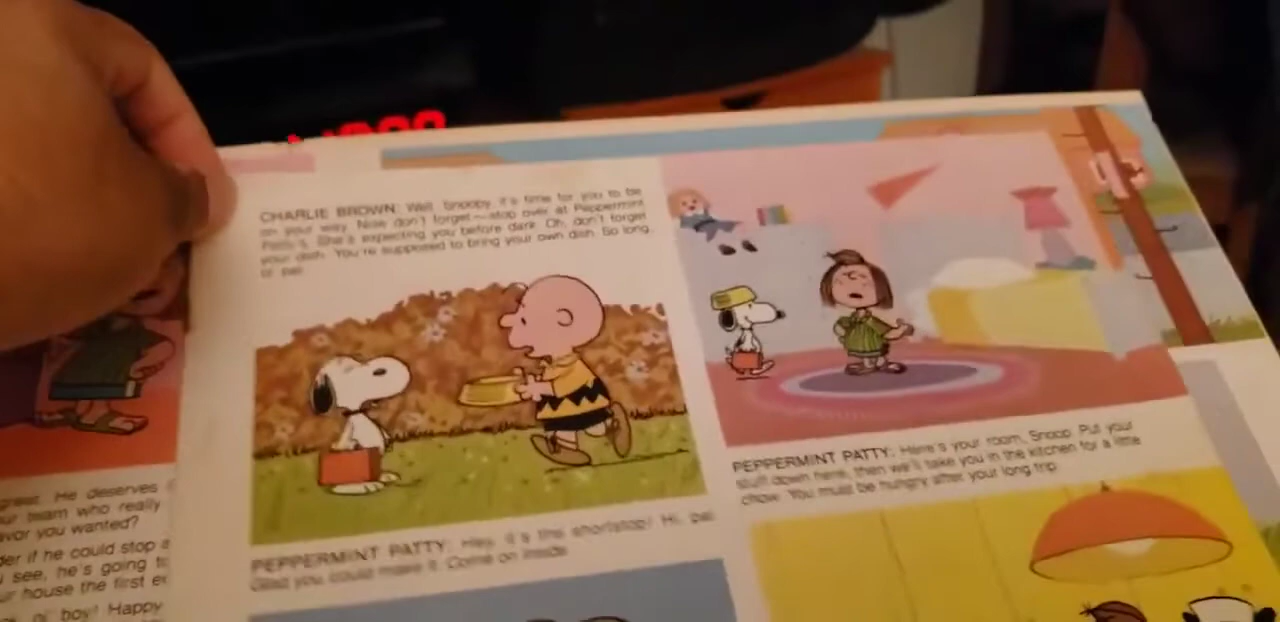 CHARLIE BROWN: Well, Snoopy, it's time for you to be
on your way. Now don't forget—stop over at Peppermint
Patty's. She's expecting you before dark. Oh, don't forget
your dish. You're supposed to bring your own dish. So long,
ol' pal.
PEPPERMINT PATTY: Hey, it's the shortstop! Hi, pal.
Glad you could make it. Come on inside.
PEPPERMINT PATTY: Here's your room, Snoop. Put your
stuff down here, then we'll take you in the kitchen for a little
chow. You must be hungry after your long trip.
great. He deserves
team who really
you wanted?
if he could stop
see, he's going to
house the first
ol' boy! Happy